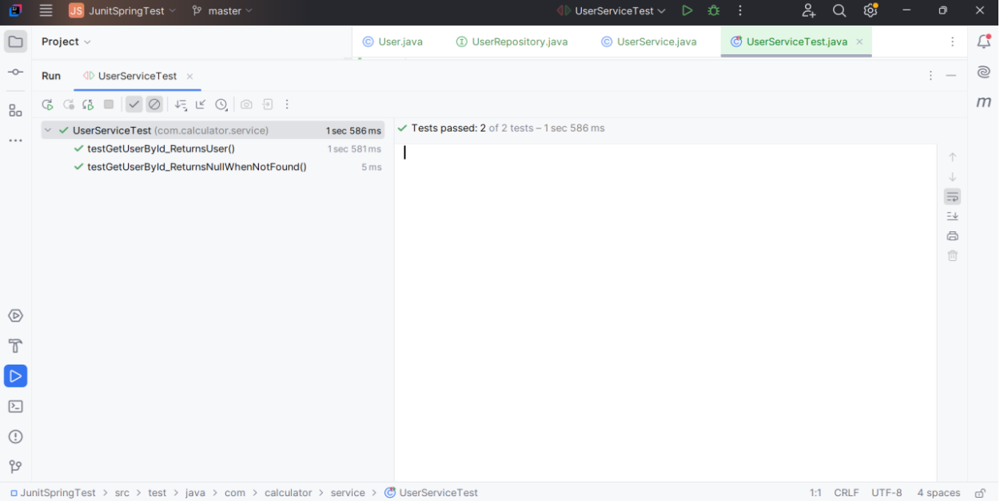 JS JunitSpringTest master UserServiceTest
Project User.java UserRepository.java UserService.java UserServiceTest.java
Run UserServiceTest
UserServiceTest (com.calculator.service) 1 sec 586 ms
Tests passed: 2 of 2 tests – 1 sec 586 ms
testGetUserById_ReturnsUser() 1 sec 581 ms
testGetUserById_ReturnsNullWhenNotFound() 5 ms
JunitSpringTest > src > test > java > com > calculator > service > UserServiceTest 1:1 CRLF UTF-8 4 spaces